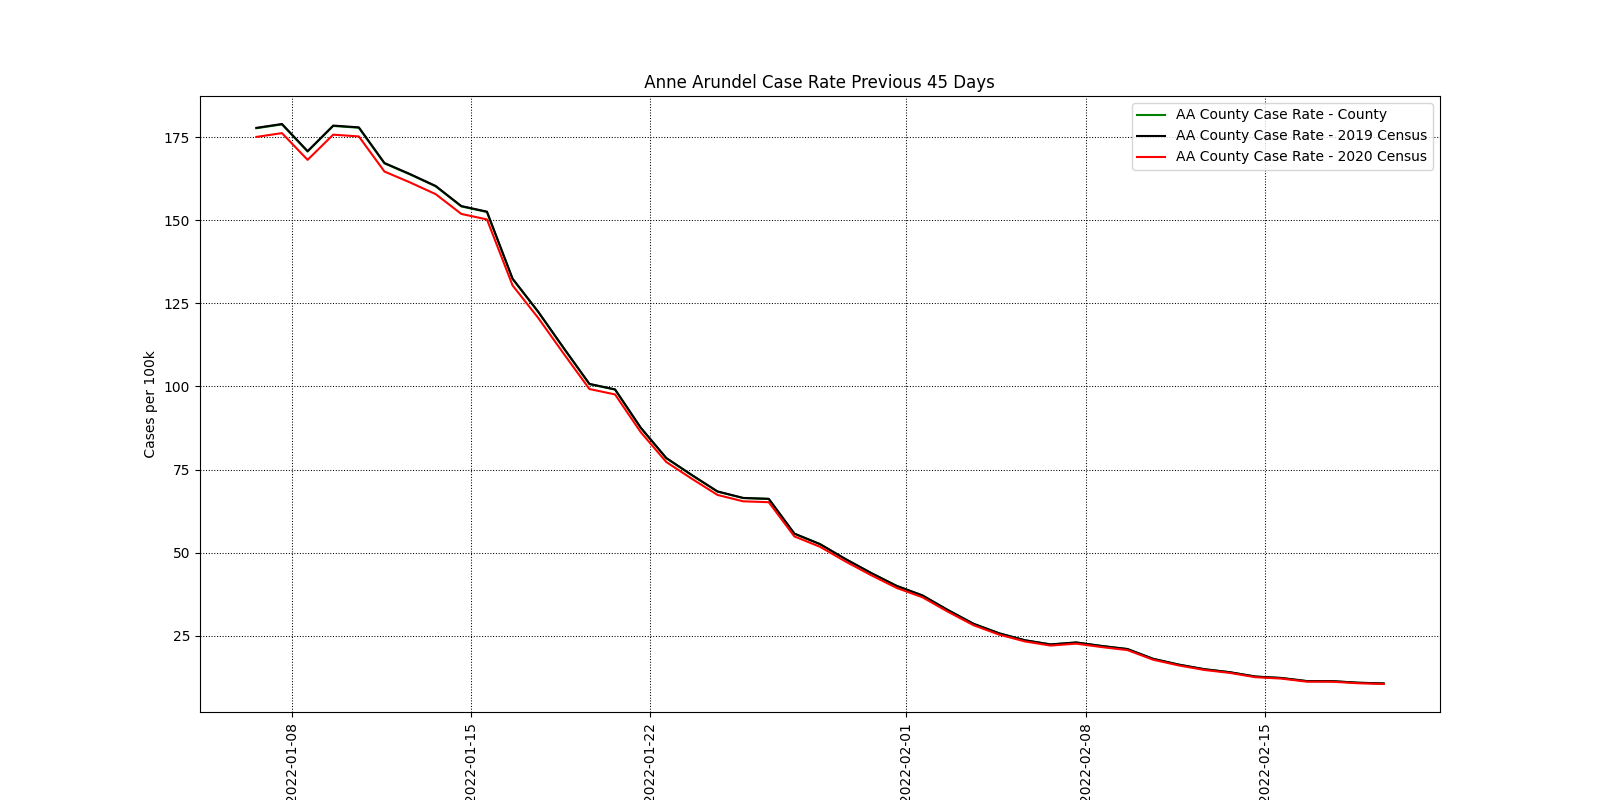 Anne Arundel Case Rate Previous 45 Days
AA County Case Rate - County
AA County Case Rate - 2019 Census
AA County Case Rate - 2020 Census
Cases per 100k
175
150
125
100
75
50
25
2022-01-08
2022-01-15
2022-01-22
2022-02-01
2022-02-08
2022-02-15